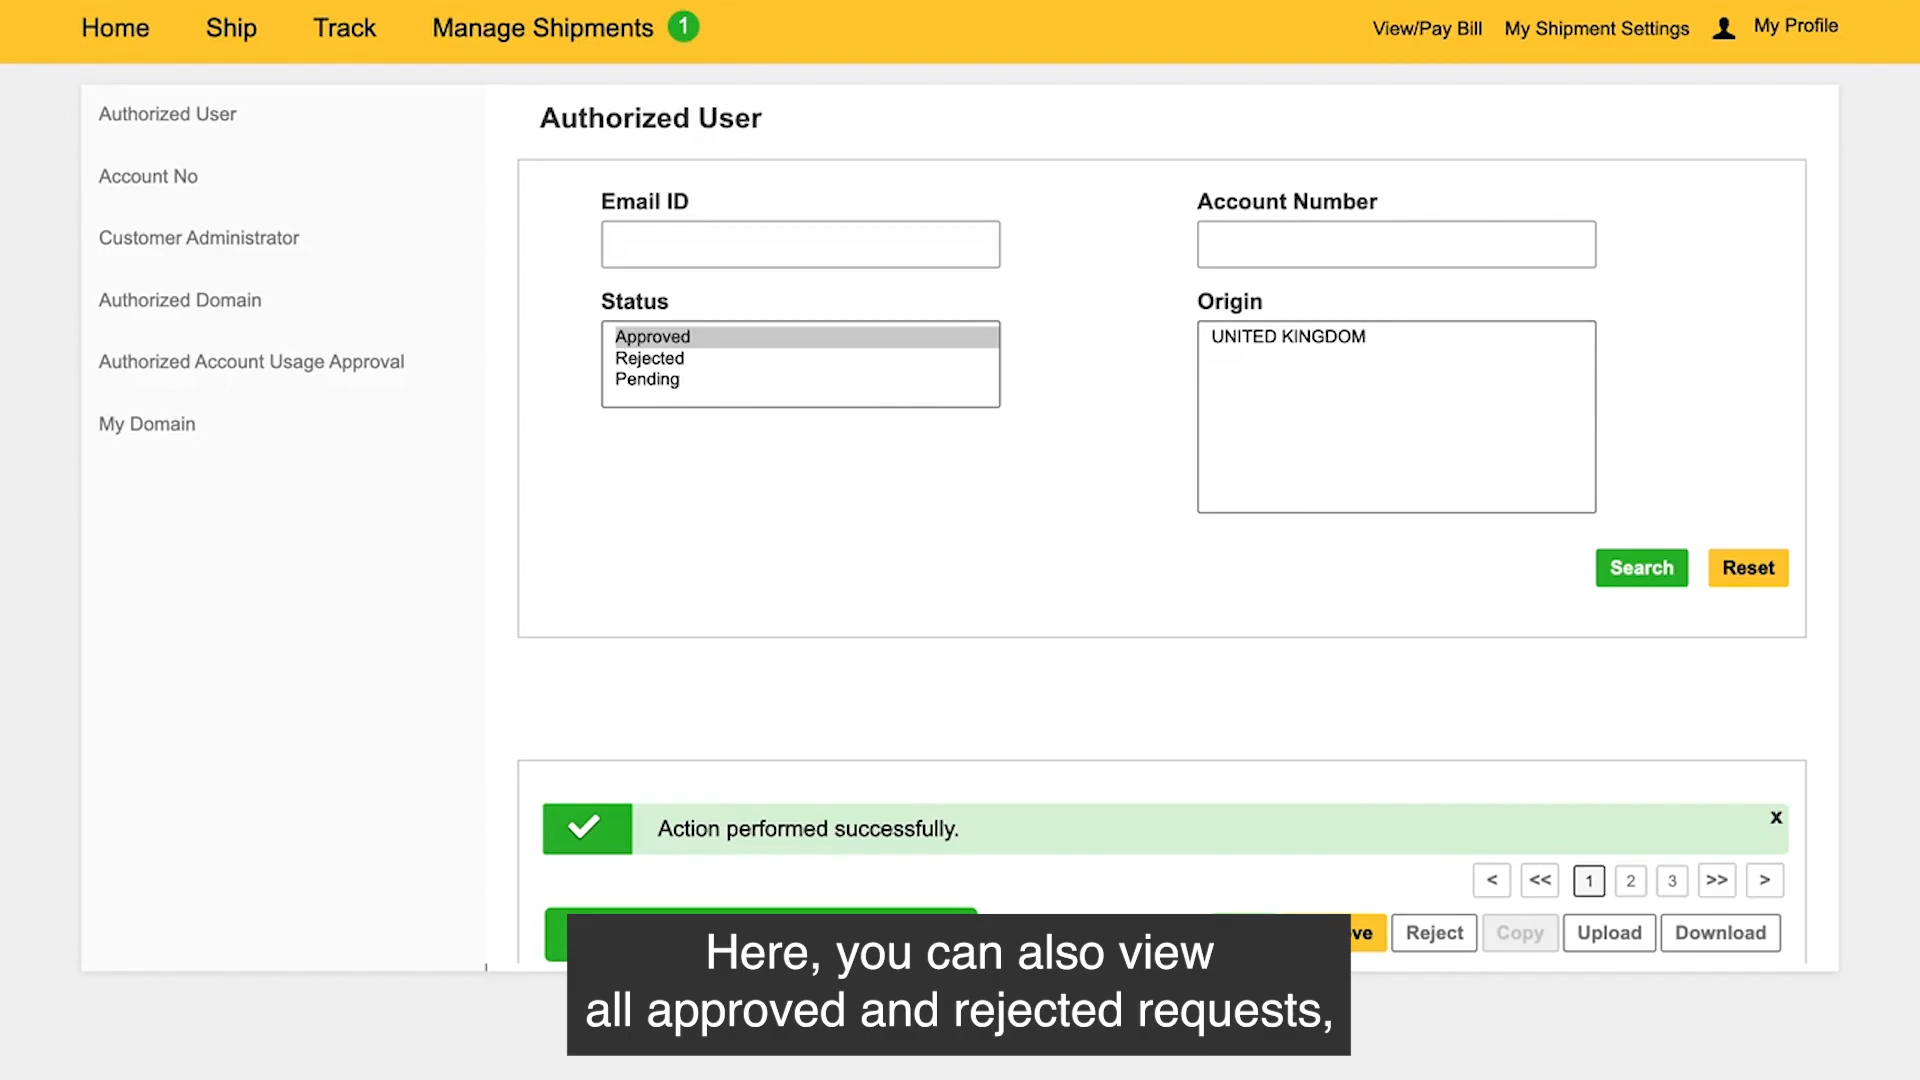 Home Ship Track Manage Shipments 1 View/Pay Bill My Shipment Settings My Profile
Authorized User
Account No
Customer Administrator
Authorized Domain
Authorized Account Usage Approval
My Domain
Authorized User
Email ID Account Number
Status Origin
Approved UNITED KINGDOM
Rejected
Pending
Search Reset
Action performed successfully. x
< << 1 2 3 >> >
ve Reject Copy Upload Download
Here, you can also view
all approved and rejected requests,